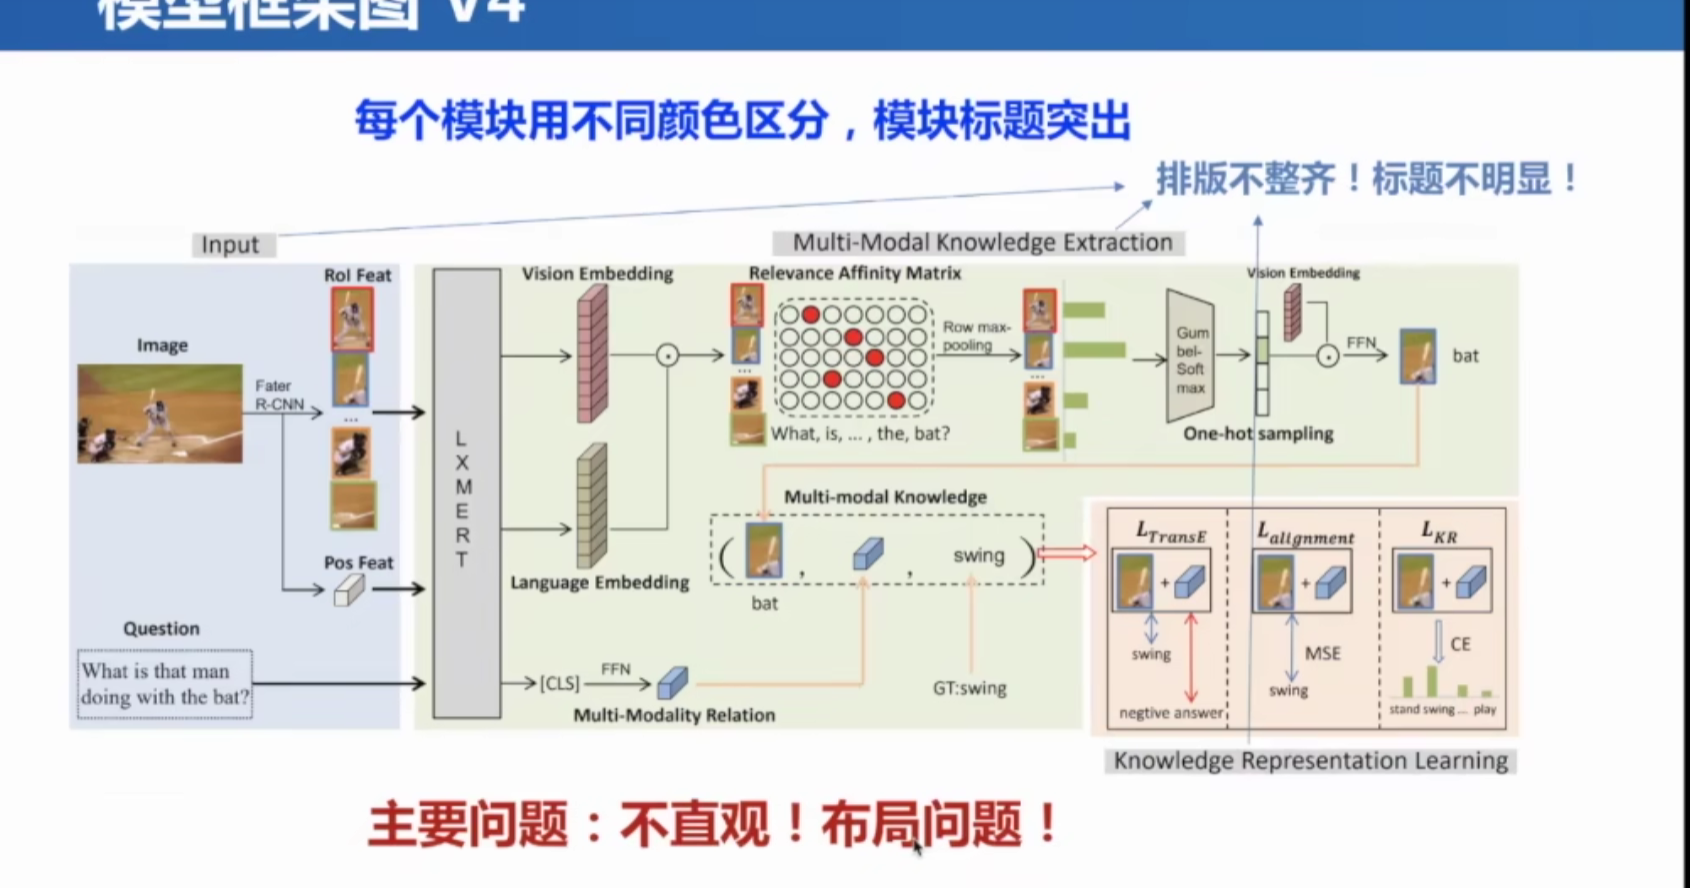 模型框架图 V4
每个模块用不同颜色区分，模块标题突出
排版不整齐！标题不明显！
Input
Multi-Modal Knowledge Extraction
RoI Feat
Vision Embedding
Relevance Affinity Matrix
Vision Embedding
Image
Fater
R-CNN
...
Pos Feat
Question
What is that man
doing with the bat?
L
X
M
E
R
T
Language Embedding
...
What, is, ... , the, bat?
Row max-
pooling
...
Gum
bel-
Soft
max
One-hot sampling
FFN
bat
Multi-modal Knowledge
( , , swing )
bat
[CLS]
FFN
Multi-Modality Relation
GT:swing
L_TransE
+
swing
negtive answer
L_alignment
+
MSE
swing
L_KR
+
CE
stand swing ... play
Knowledge Representation Learning
主要问题：不直观！布局问题！